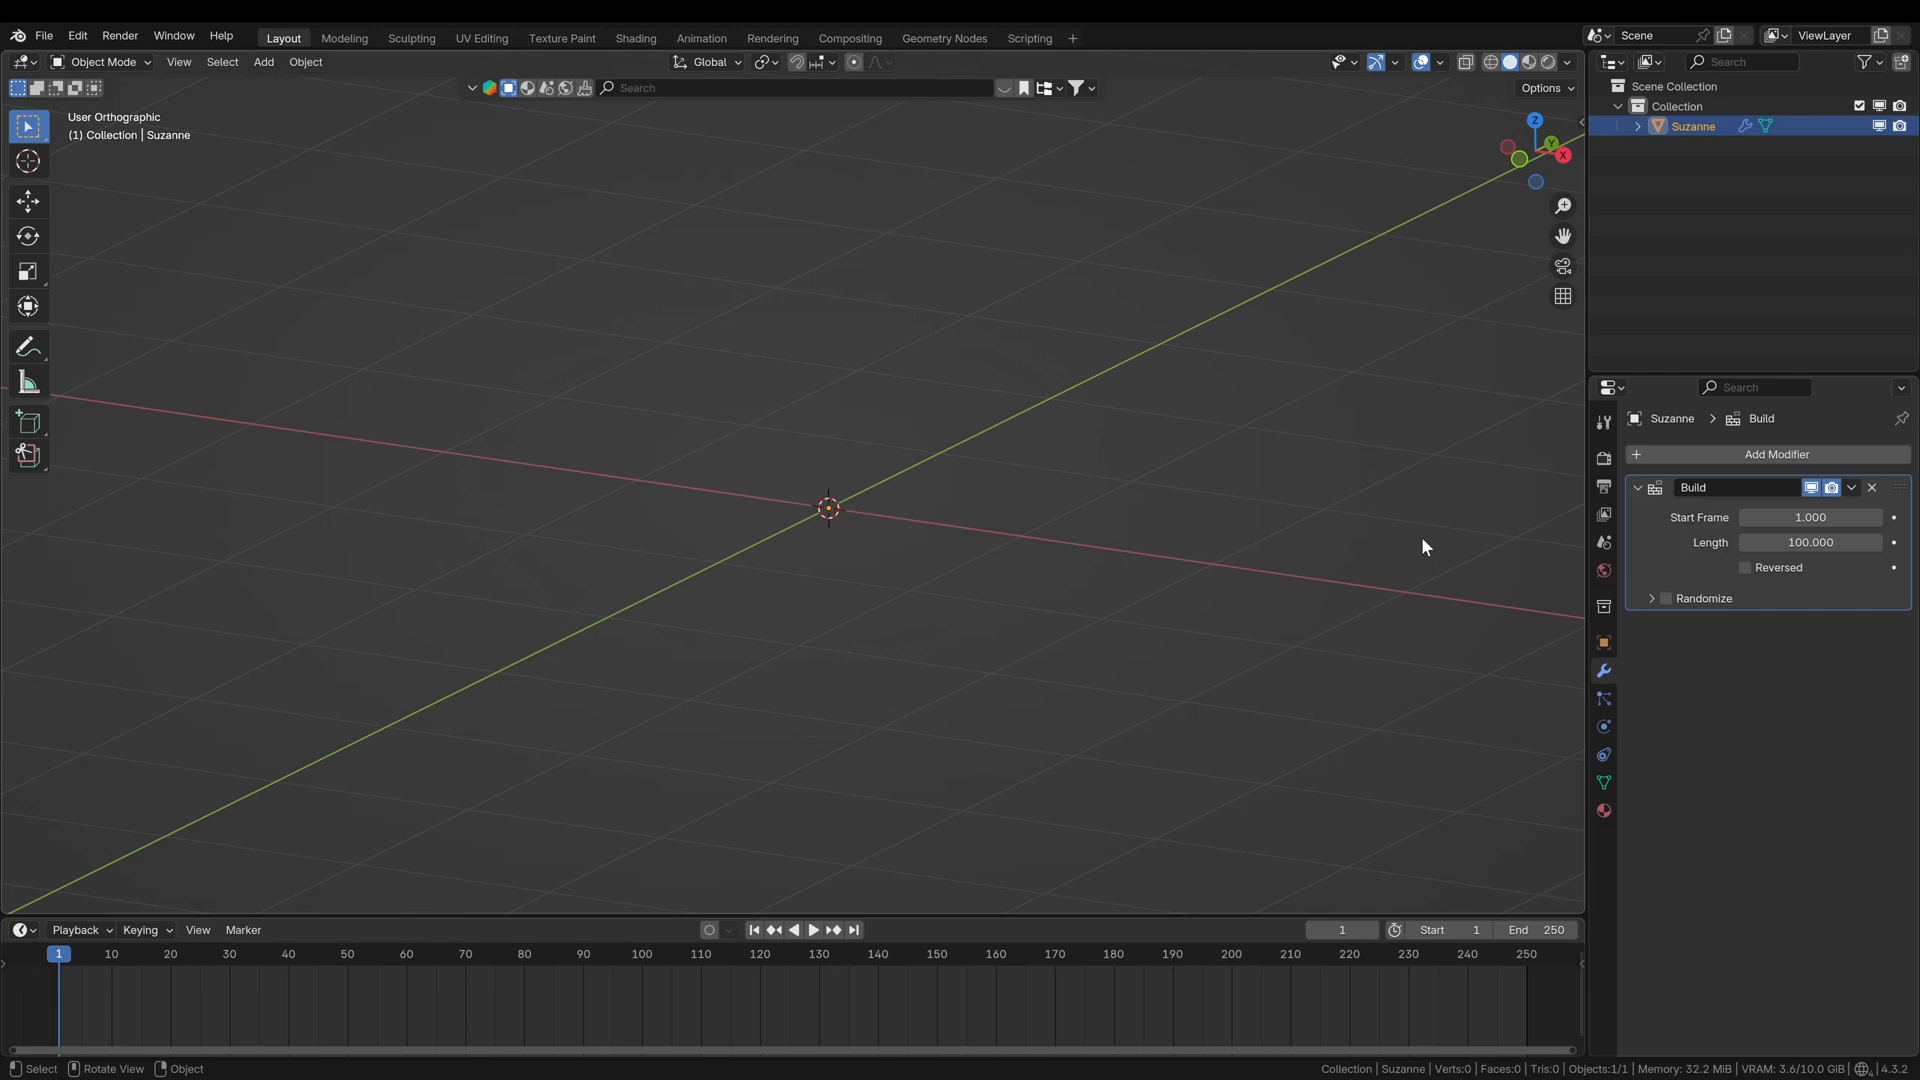 File Edit Render Window Help Layout Modeling Sculpting UV Editing Texture Paint Shading Animation Rendering Compositing Geometry Nodes Scripting + Scene ViewLayer
Object Mode View Select Add Object Global Search
Search Options
User Orthographic
(1) Collection | Suzanne
Z
Y
X
Scene Collection
Collection
Suzanne
Search
Suzanne > Build
+ Add Modifier
Build
Start Frame 1.000
Length 100.000
Reversed
Randomize
Playback Keying View Marker 1 Start 1 End 250
1 10 20 30 40 50 60 70 80 90 100 110 120 130 140 150 160 170 180 190 200 210 220 230 240 250
Select Rotate View Object Collection | Suzanne | Verts:0 | Faces:0 | Tris:0 | Objects:1/1 | Memory: 32.2 MiB | VRAM: 3.6/10.0 GiB | 4 | 4.3.2